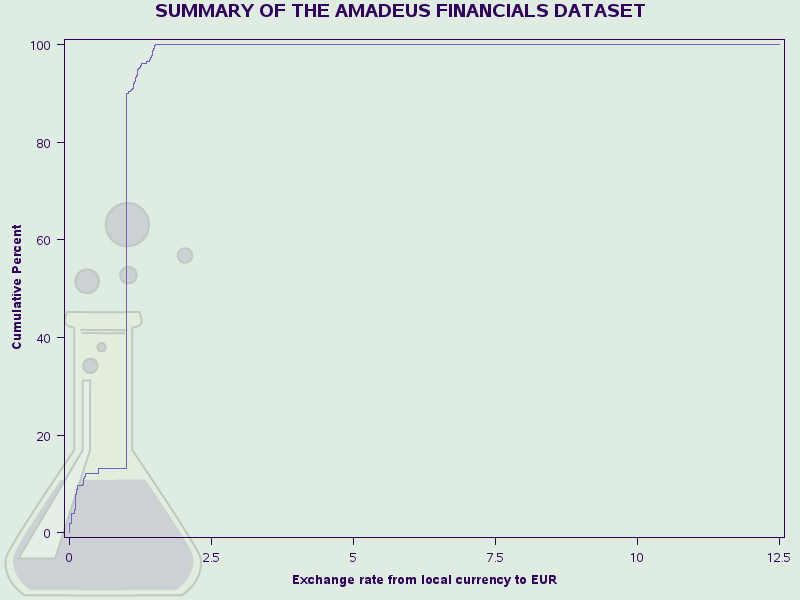 SUMMARY OF THE AMADEUS FINANCIALS DATASET
100
80
60
40
20
0
Cumulative Percent
0 2.5 5 7.5 10 12.5
Exchange rate from local currency to EUR